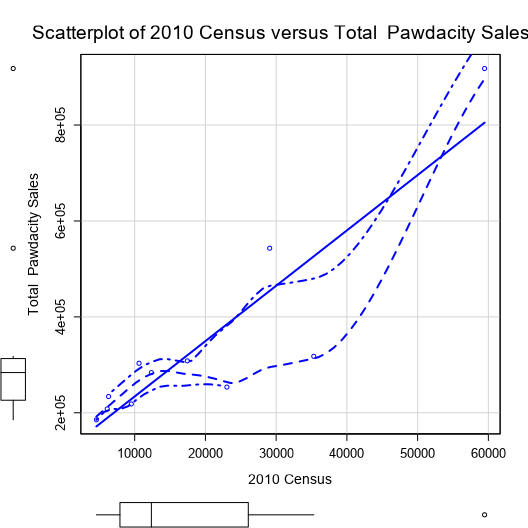 Scatterplot of 2010 Census versus Total  Pawdacity Sales
Total  Pawdacity Sales
8e+05
6e+05
4e+05
2e+05
10000 20000 30000 40000 50000 60000
2010 Census